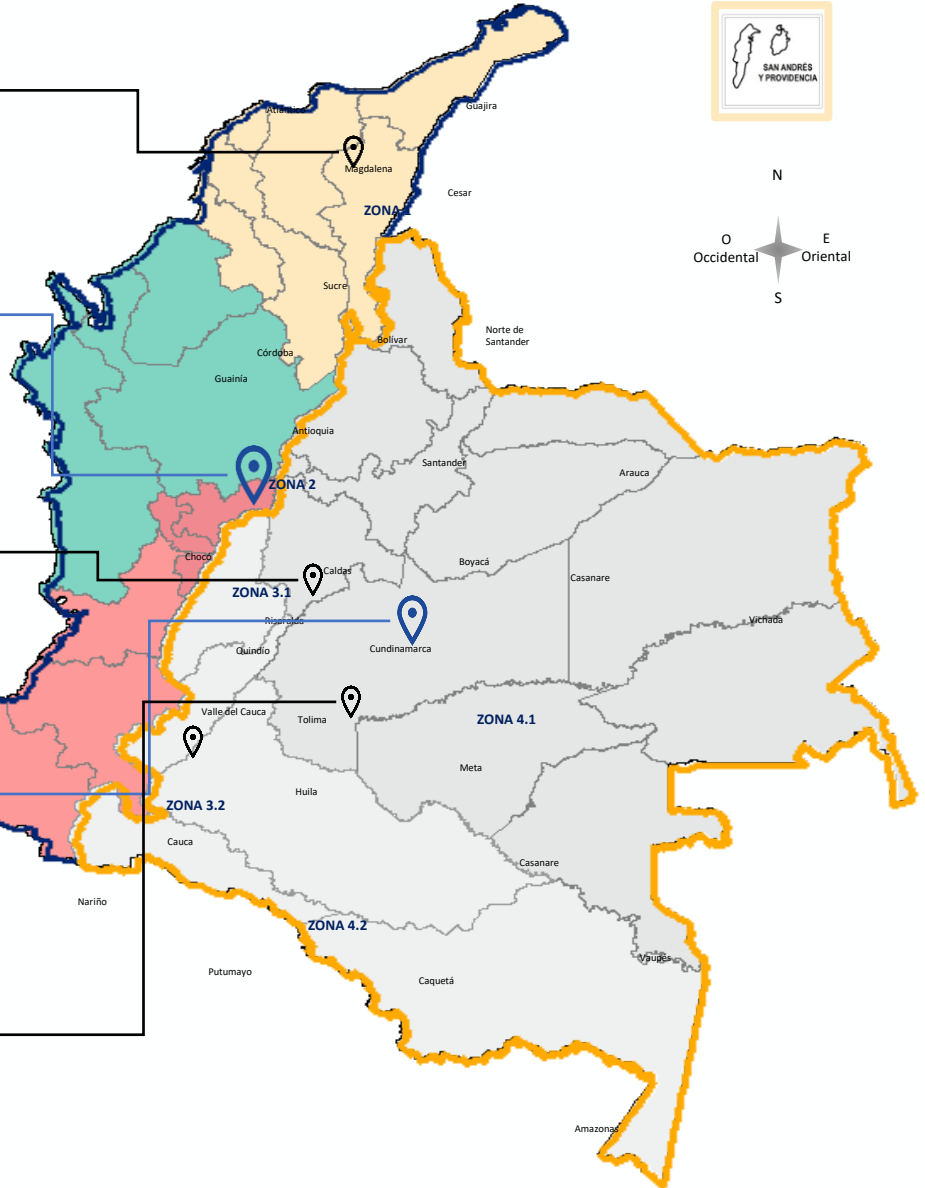 SAN ANDRÉS
Y PROVIDENCIA
Atlántico
Guajira
Magdalena
N
Cesar
ZONA 1
O
Occidental
E
Oriental
S
Sucre
Norte de
Santander
Bolívar
Córdoba
Guainía
Antioquia
Santander
Arauca
ZONA 2
Chocó
Boyacá
Caldas
Casanare
ZONA 3.1
Risaralda
Vichada
Quindío
Cundinamarca
Valle del Cauca
Tolima
ZONA 4.1
Meta
Huila
ZONA 3.2
Cauca
Casanare
Nariño
ZONA 4.2
Vaupés
Putumayo
Caquetá
Amazonas